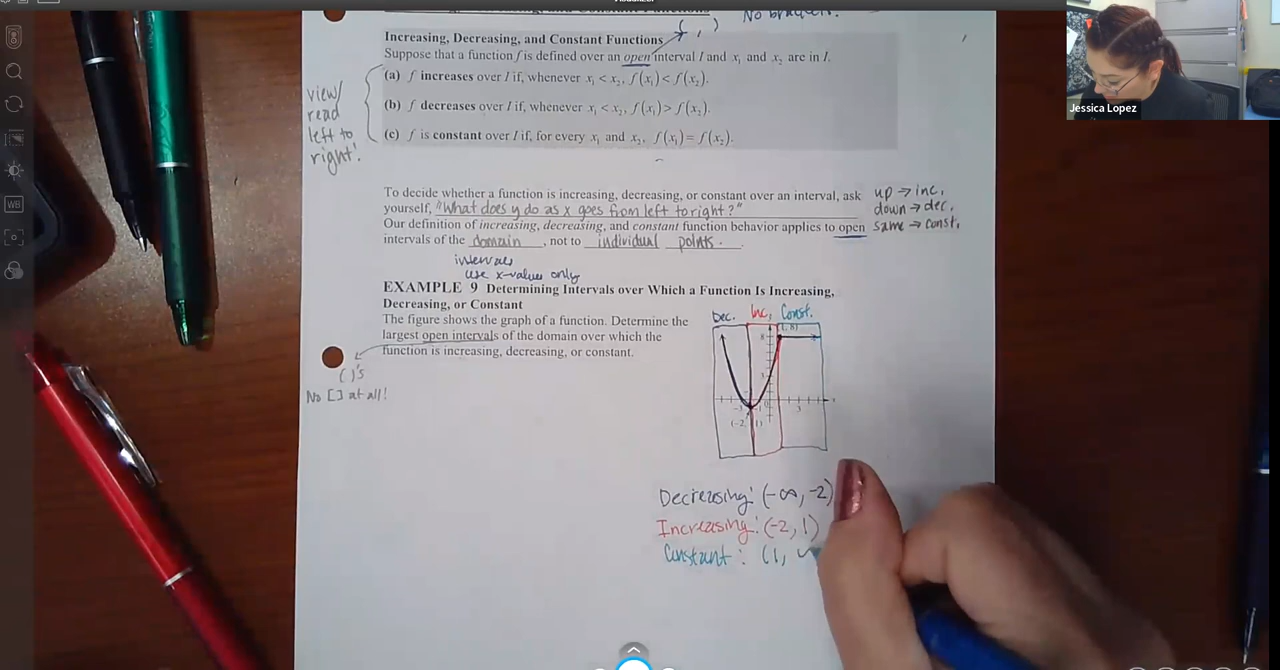 No brackets.
( , )
Increasing, Decreasing, and Constant Functions
Suppose that a function f is defined over an open interval I and x₁ and x₂ are in I.
(a) f increases over I if, whenever x₁ < x₂, f(x₁) < f(x₂).
(b) f decreases over I if, whenever x₁ < x₂, f(x₁) > f(x₂).
(c) f is constant over I if, for every x₁ and x₂, f(x₁) = f(x₂).
view/
read
left to
right!
To decide whether a function is increasing, decreasing, or constant over an interval, ask
yourself, "What does y do as x goes from left to right?"
Our definition of increasing, decreasing, and constant function behavior applies to open
intervals of the domain, not to individual points.
up → inc.
down → dec.
same → const.
intervals
use x-values only
EXAMPLE 9 Determining Intervals over Which a Function Is Increasing,
Decreasing, or Constant
The figure shows the graph of a function. Determine the
largest open intervals of the domain over which the
function is increasing, decreasing, or constant.
( )'s
No [ ] at all!
Dec. Inc. Const.
8
3
Decreasing: (-∞, -2)
Increasing: (-2, 1)
Constant: (1,
Jessica Lopez
WB